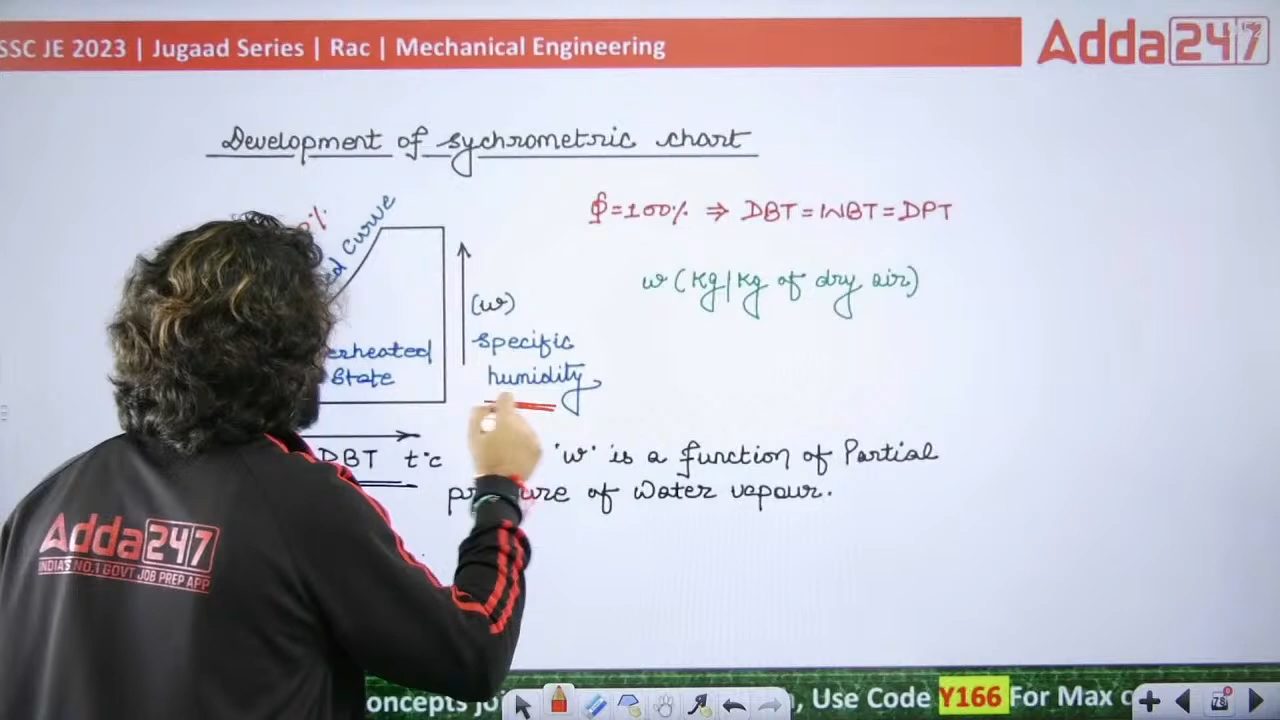 SSC JE 2023 | Jugaad Series | Rac | Mechanical Engineering
Adda247
Development of sychrometric chart
ϕ=100% ⇒ DBT=WBT=DPT
curve
w (Kg/Kg of dry air)
(w)
specific
humidity
state
DBT t°c
'w' is a function of Partial
of Water vapour.
Adda247
INDIA'S NO.1 GOVT JOB PREP APP
Use Code Y166 For Max
78